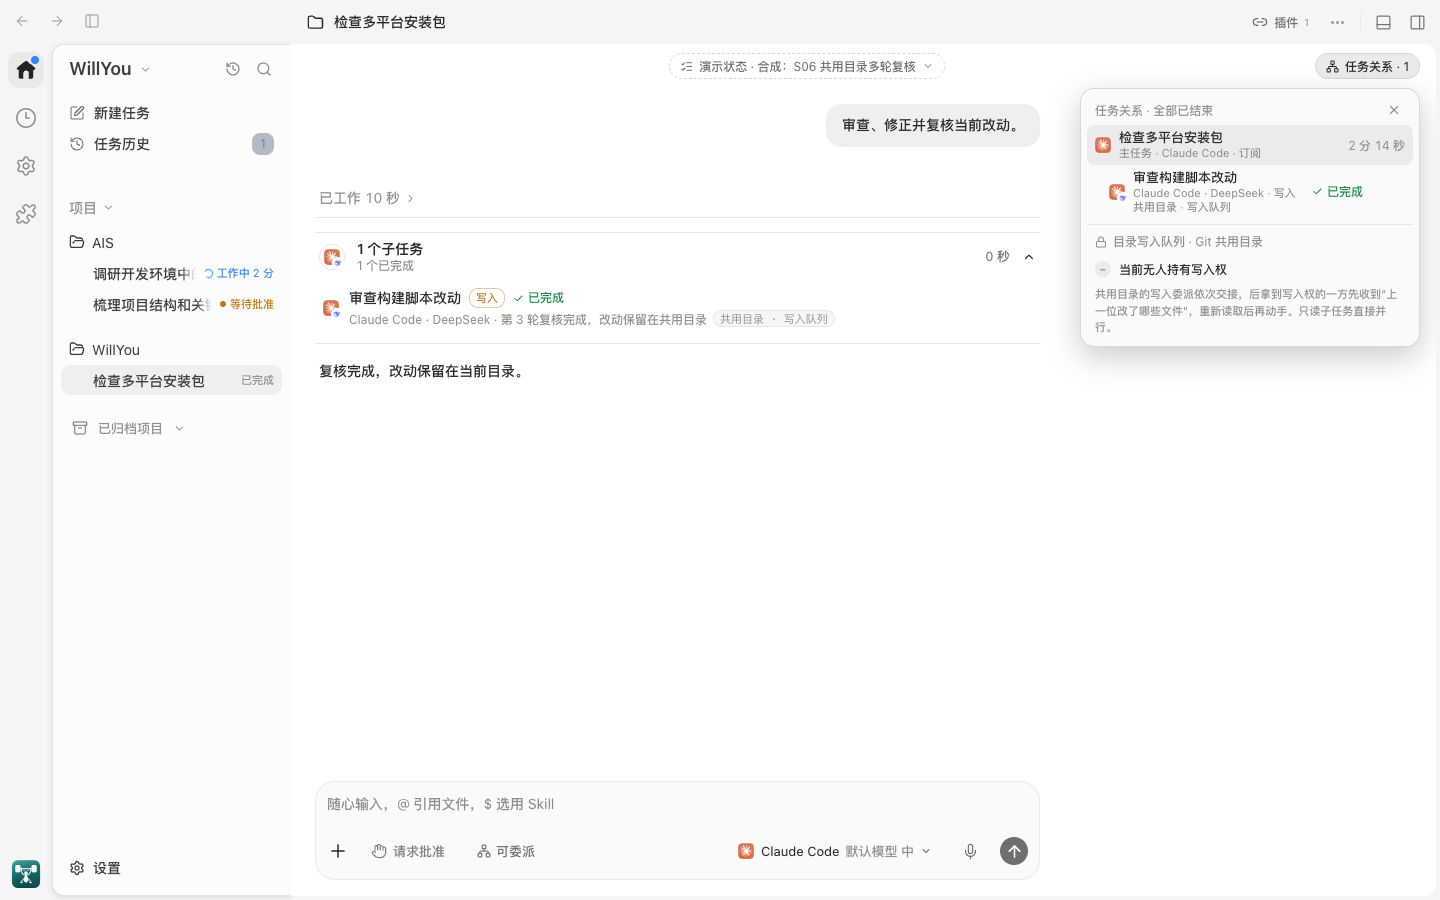 检查多平台安装包
插件 1
WillYou
新建任务
任务历史 1
项目
AIS
调研开发环境中 工作中 2 分
梳理项目结构和关 等待批准
WillYou
检查多平台安装包 已完成
已归档项目
设置
演示状态 · 合成：S06 共用目录多轮复核
审查、修正并复核当前改动。
已工作 10 秒
1 个子任务
1 个已完成
0 秒
审查构建脚本改动 写入 已完成
Claude Code · DeepSeek · 第 3 轮复核完成，改动保留在共用目录 共用目录 · 写入队列
复核完成，改动保留在当前目录。
随心输入，@ 引用文件，$ 选用 Skill
请求批准 可委派 Claude Code 默认模型 中
任务关系 · 1
任务关系 · 全部已结束
检查多平台安装包
主任务 · Claude Code · 订阅
2 分 14 秒
审查构建脚本改动
Claude Code · DeepSeek · 写入
共用目录 · 写入队列
已完成
目录写入队列 · Git 共用目录
当前无人持有写入权
共用目录的写入委派依次交接，后拿到写入权的一方先收到“上
一位改了哪些文件”，重新读取后再动手。只读子任务直接并
行。